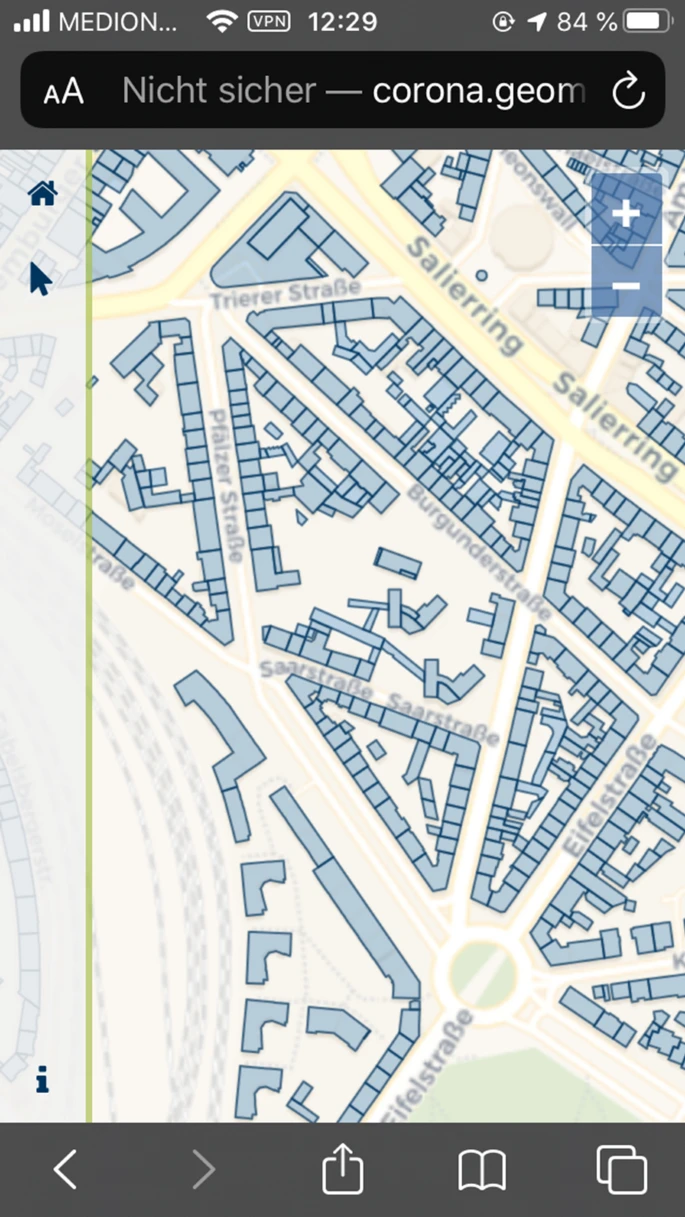 MEDION... VPN 12:29 84 %
AA Nicht sicher — corona.geom
+
−
Trierer Straße
Salierring
Salierring
Pfälzer Straße
Burgunderstraße
Moselstraße
Saarstraße
Saarstraße
Eifelstraße
Eifelstraße
i